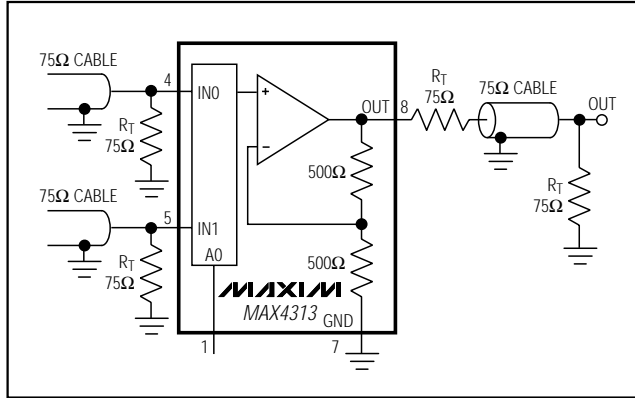 75Ω CABLE
4
IN0
RT
75Ω
75Ω CABLE
5
IN1
RT
75Ω
A0
1
+
−
OUT
8
500Ω
500Ω
MAXIM
MAX4313
GND
7
RT
75Ω
75Ω CABLE
OUT
RT
75Ω